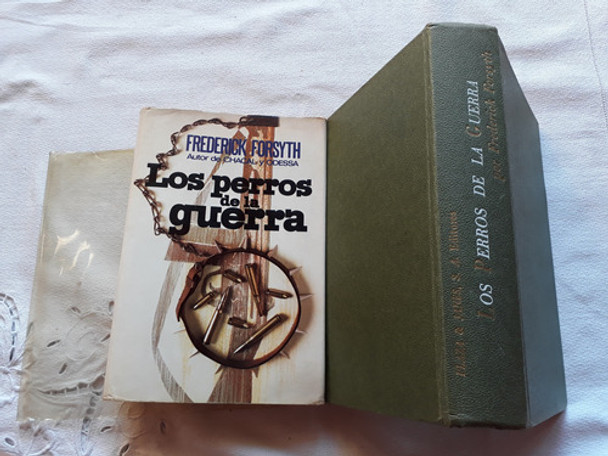 FREDERICK FORSYTH
Autor de CHACAL y ODESSA
Los perros
de la
guerra
LOS PERROS DE LA GUERRA
por Frederick Forsyth
PLAZA & JANES, S. A. Editores